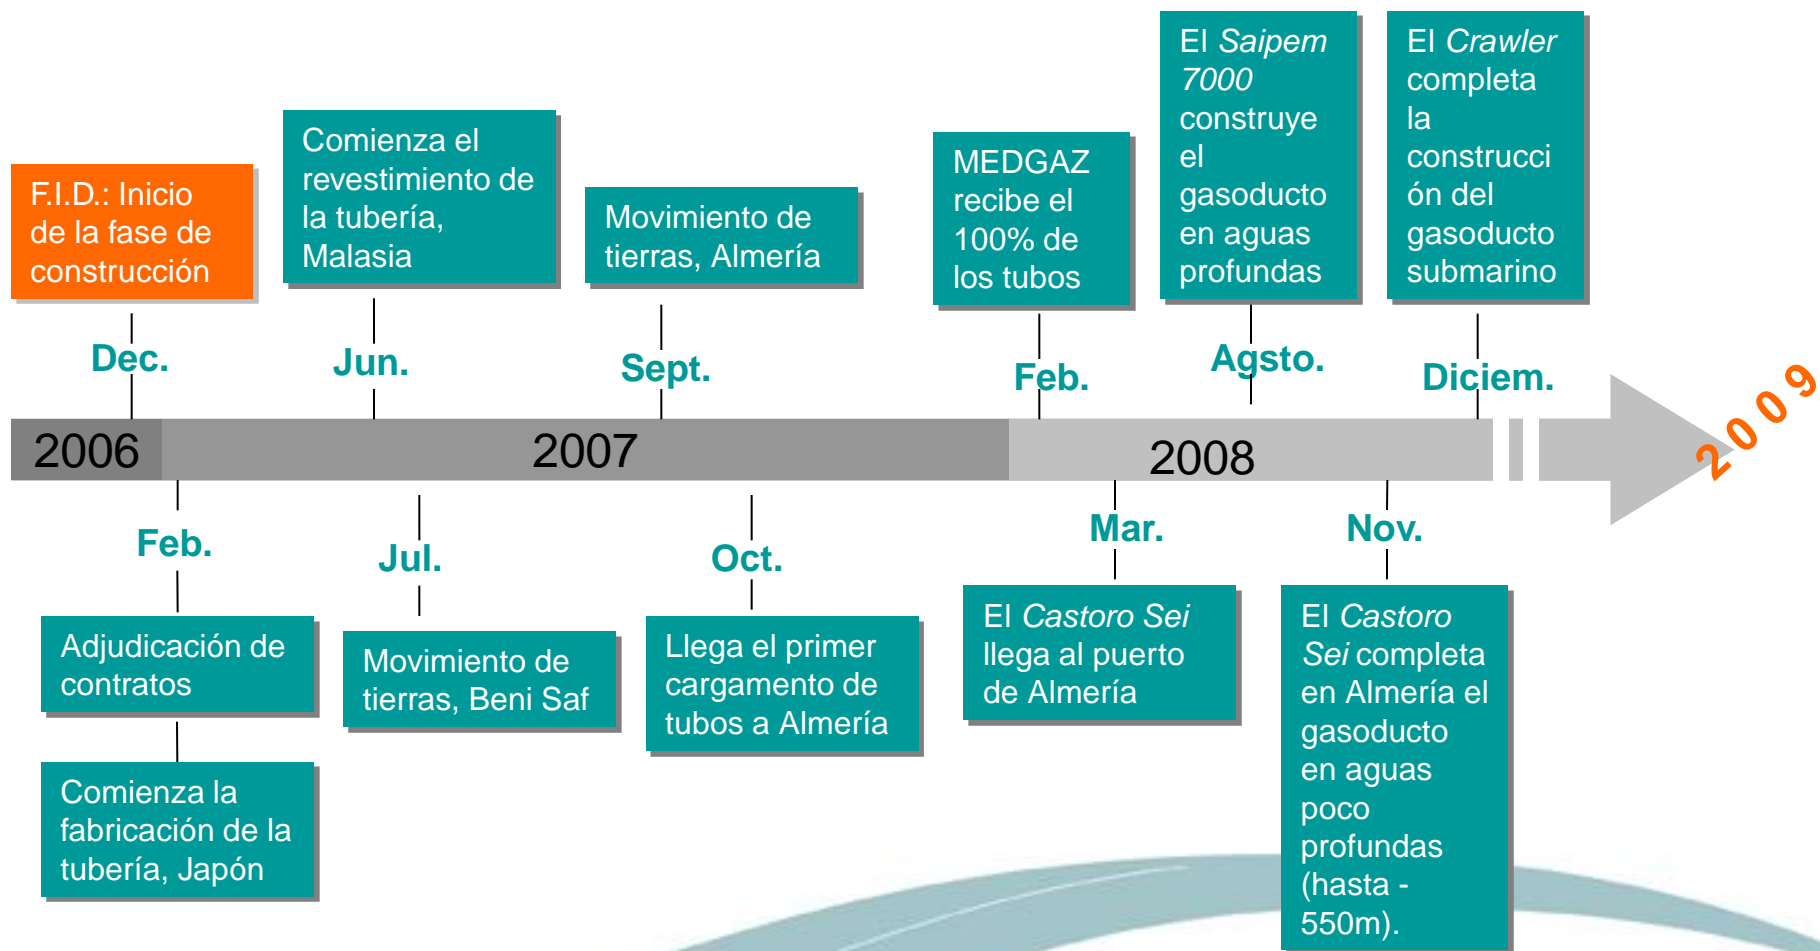 F.I.D.: Inicio
de la fase de
construcción
Comienza el
revestimiento de
la tubería,
Malasia
Movimiento de
tierras, Almería
MEDGAZ
recibe el
100% de
los tubos
El Saipem
7000
construye
el
gasoducto
en aguas
profundas
El Crawler
completa
la
construcci
ón del
gasoducto
submarino
Dec.
Jun.
Sept.
Feb.
Agsto.
Diciem.
2006
2007
2008
2009
Feb.
Jul.
Oct.
Mar.
Nov.
Adjudicación de
contratos
Comienza la
fabricación de la
tubería, Japón
Movimiento de
tierras, Beni Saf
Llega el primer
cargamento de
tubos a Almería
El Castoro Sei
llega al puerto
de Almería
El Castoro
Sei completa
en Almería el
gasoducto
en aguas
poco
profundas
(hasta -
550m).